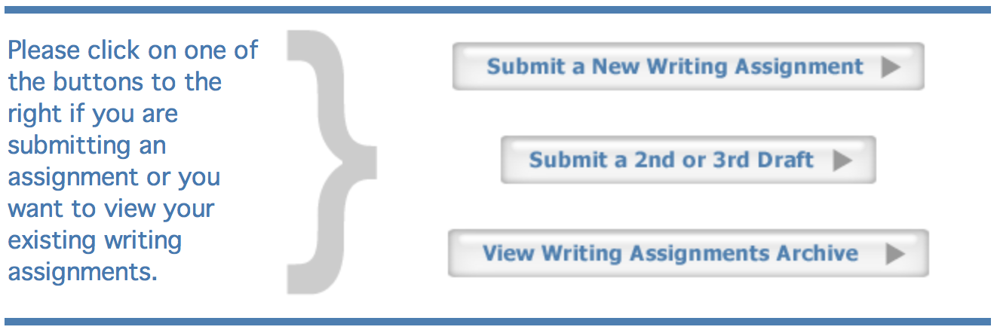 Please click on one of
the buttons to the
right if you are
submitting an
assignment or you
want to view your
existing writing
assignments.
Submit a New Writing Assignment
Submit a 2nd or 3rd Draft
View Writing Assignments Archive